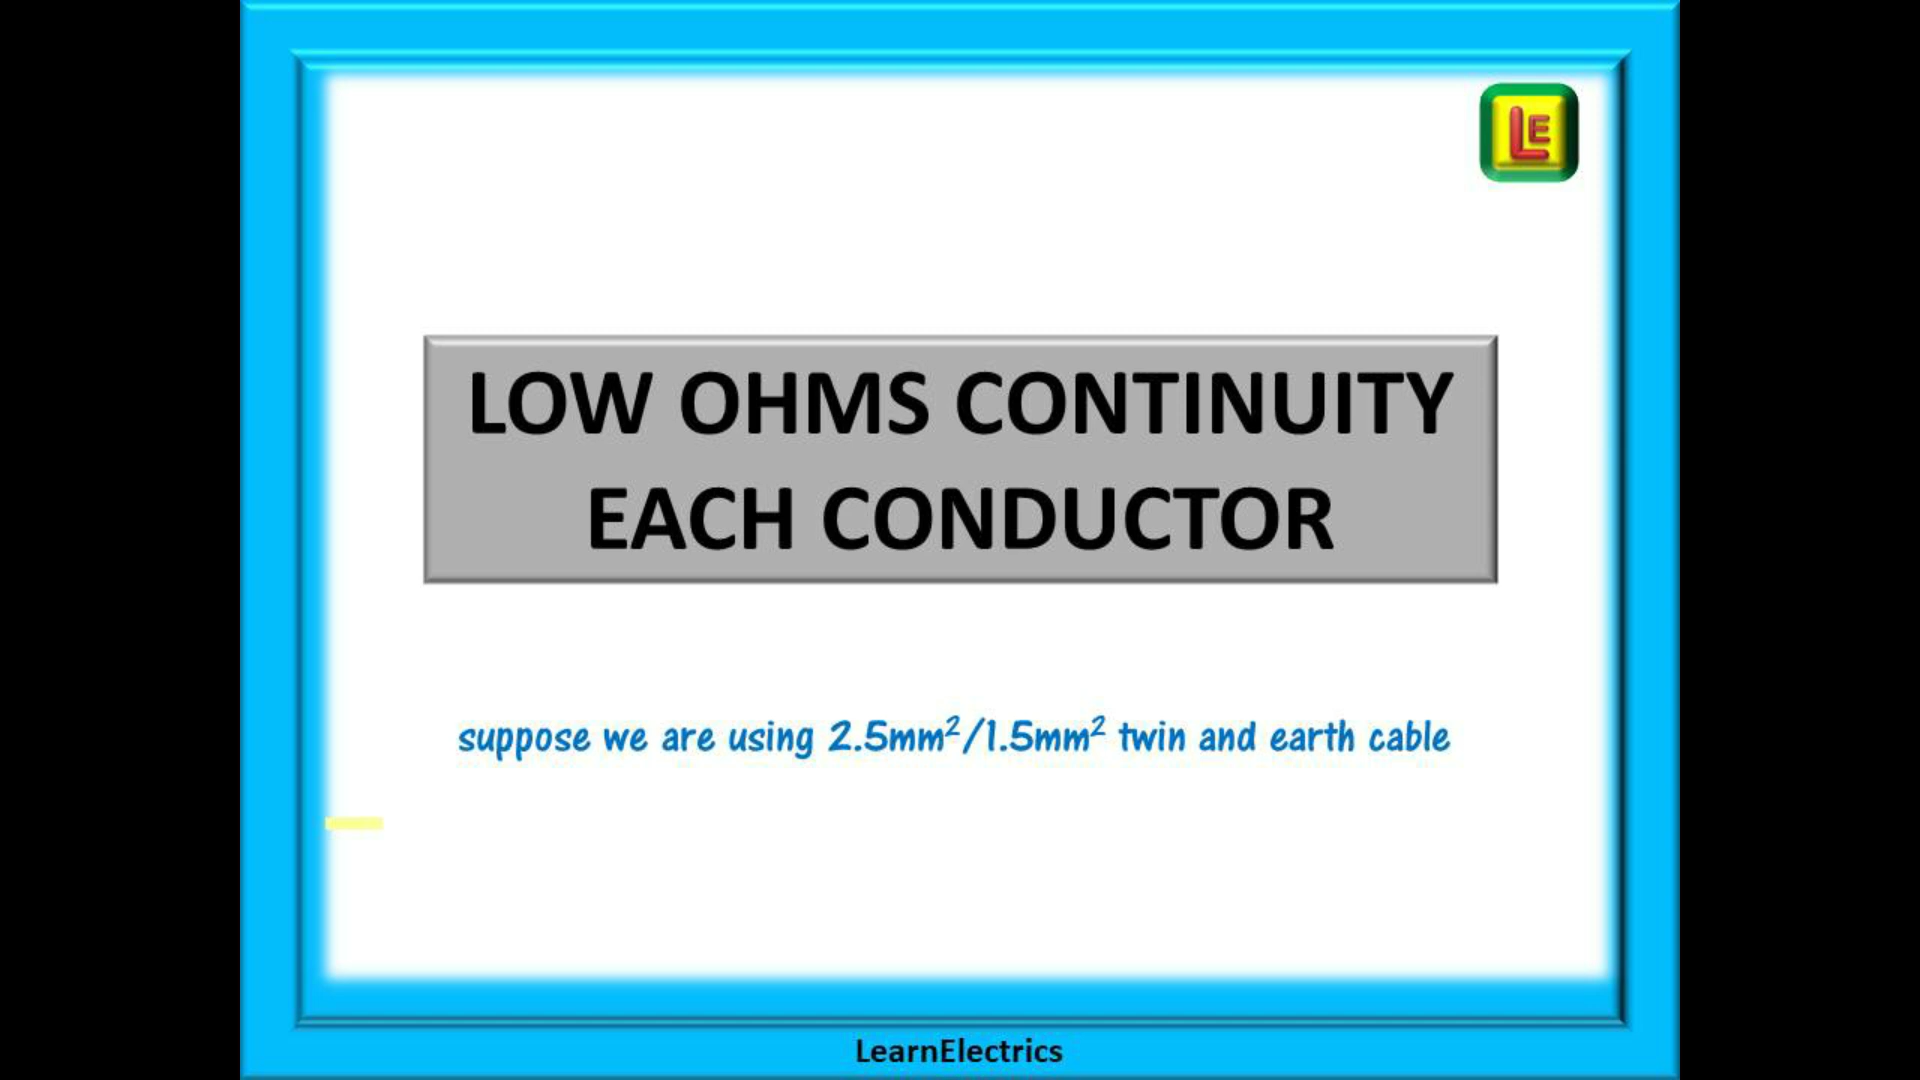 LE
LOW OHMS CONTINUITY
EACH CONDUCTOR
suppose we are using 2.5mm²/1.5mm² twin and earth cable
LearnElectrics